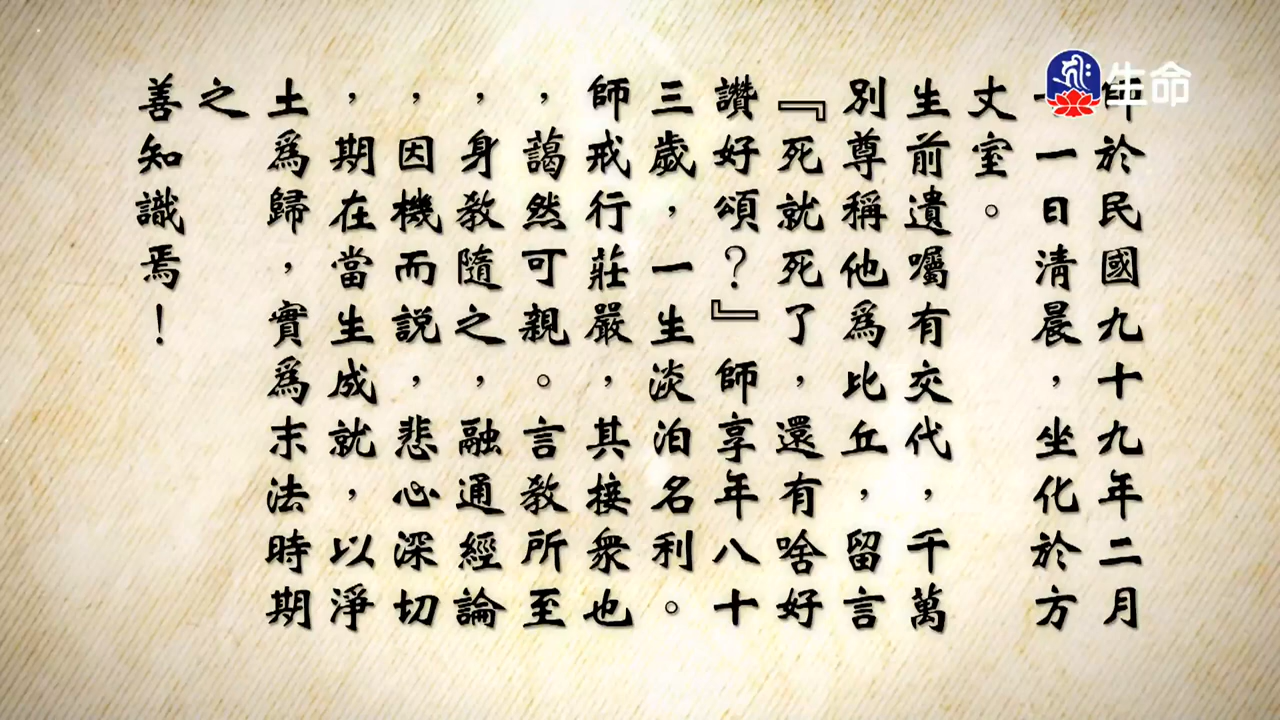 生命
師於民國九十九年二月
一日清晨，坐化於方
丈室。
生前遺囑有交代，千萬
別尊稱他爲比丘，留言
『死就死了，還有啥好
讚好頌？』師享年八十
三歲，一生淡泊名利。
師戒行莊嚴，其接衆也
，藹然可親。言教所至
，身教隨之，融通經論
，因機而説，悲心深切
，期在當生成就，以淨
土爲歸，實爲末法時期
之
善知識焉！